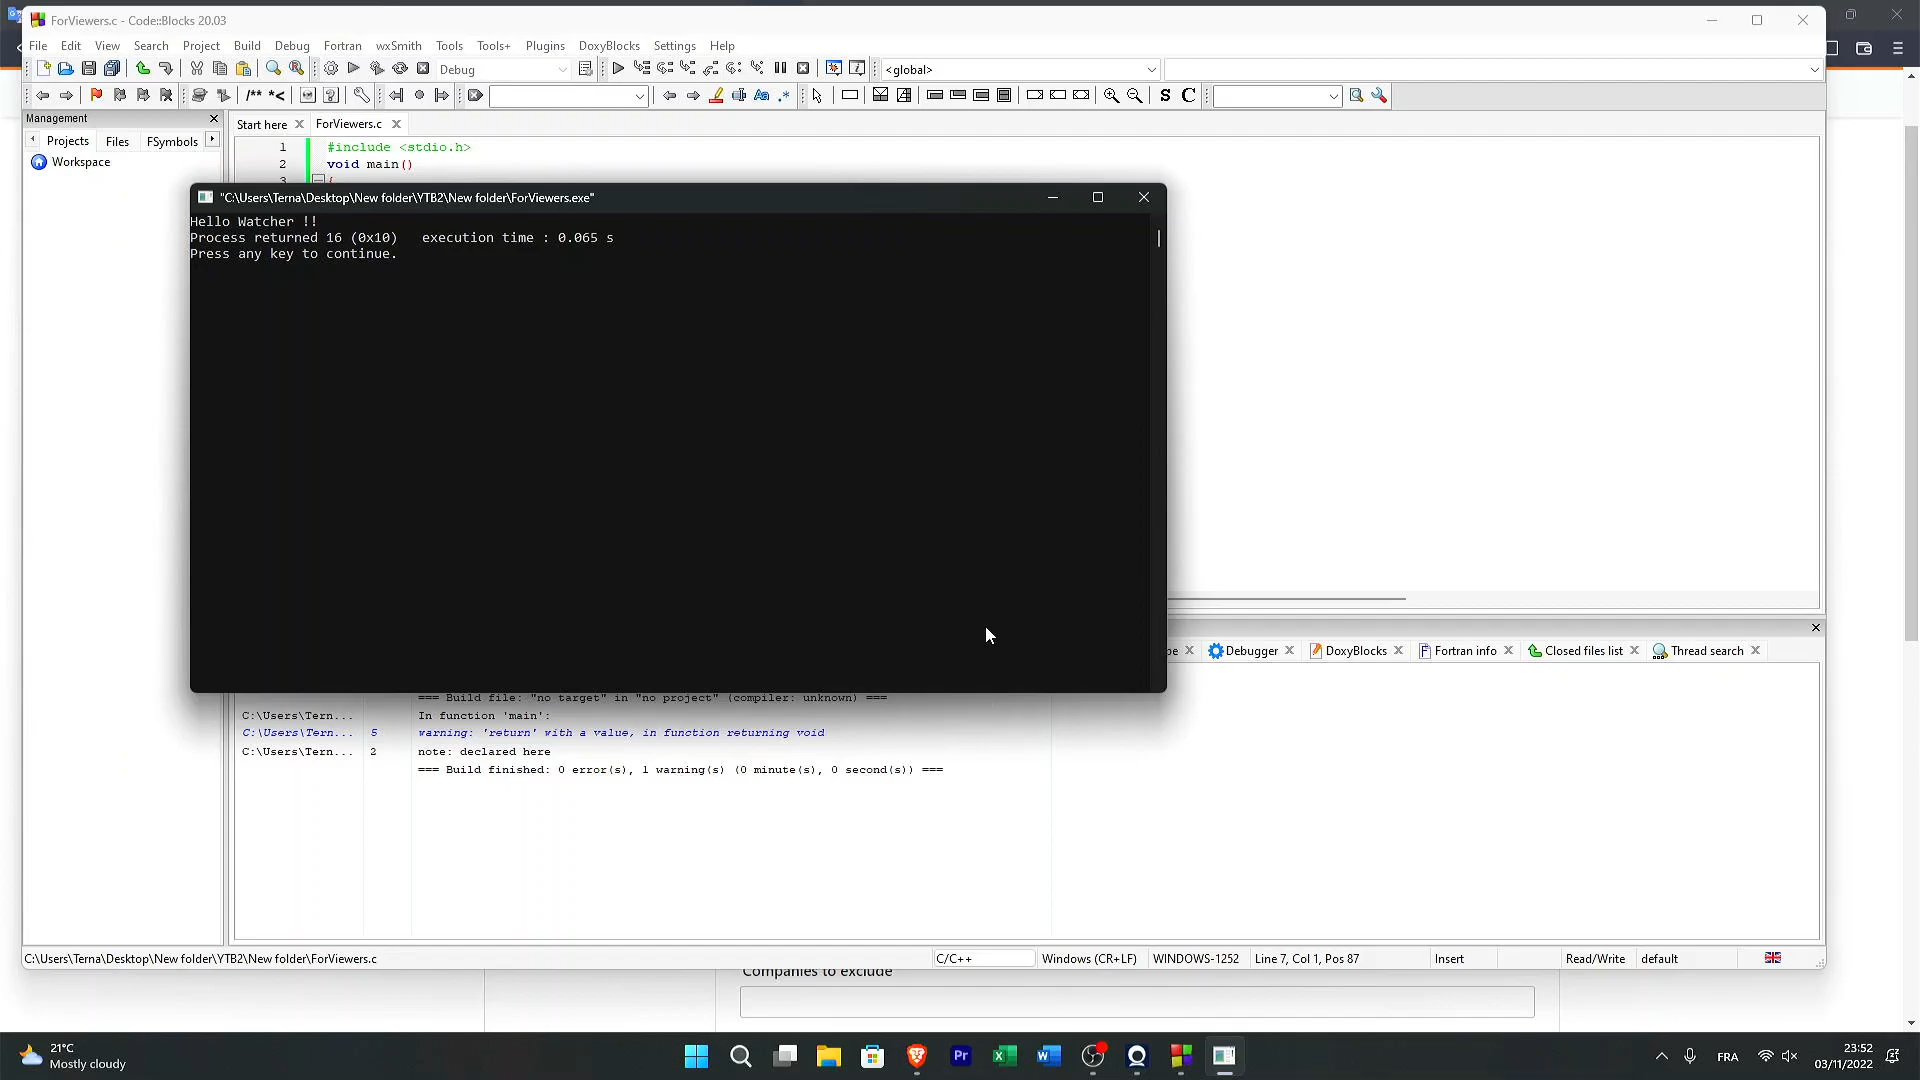 ForViewers.c - Code::Blocks 20.03
File Edit View Search Project Build Debug Fortran wxSmith Tools Tools+ Plugins DoxyBlocks Settings Help
Debug
<global>
/** *<
Aa .*
S C
Management
Projects Files FSymbols
Workspace
Start here ForViewers.c
1 #include <stdio.h>
2 void main()
3 {
"C:\Users\Terna\Desktop\New folder\YTB2\New folder\ForViewers.exe"
Hello Watcher !!
Process returned 16 (0x10) execution time : 0.065 s
Press any key to continue.
Debugger DoxyBlocks Fortran info Closed files list Thread search
=== Build file: "no target" in "no project" (compiler: unknown) ===
C:\Users\Tern... In function 'main':
C:\Users\Tern... 5 warning: 'return' with a value, in function returning void
C:\Users\Tern... 2 note: declared here
=== Build finished: 0 error(s), 1 warning(s) (0 minute(s), 0 second(s)) ===
C:\Users\Terna\Desktop\New folder\YTB2\New folder\ForViewers.c
C/C++ Windows (CR+LF) WINDOWS-1252 Line 7, Col 1, Pos 87 Insert Read/Write default
Companies to exclude
21°C
Mostly cloudy
Pr
FRA
23:52
03/11/2022